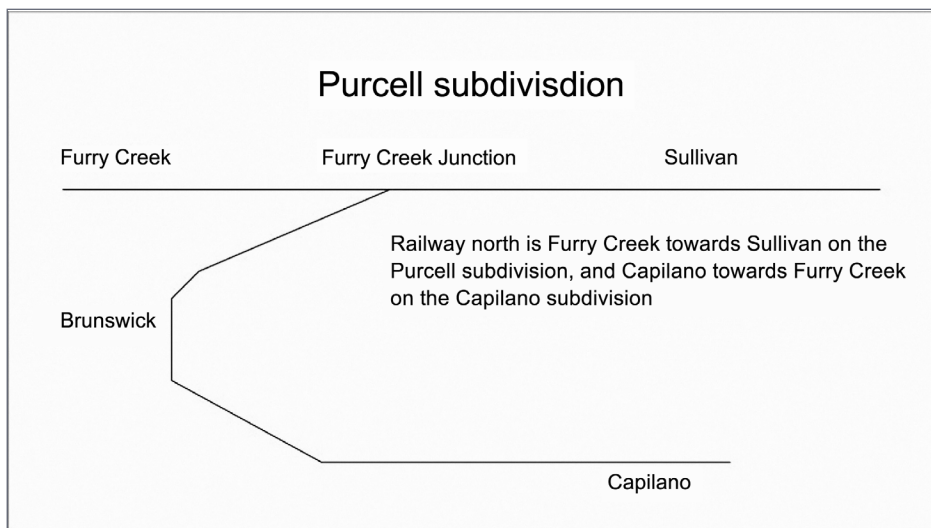 Purcell subdivisdion
Furry Creek Furry Creek Junction Sullivan
Railway north is Furry Creek towards Sullivan on the
Purcell subdivision, and Capilano towards Furry Creek
on the Capilano subdivision
Brunswick
Capilano